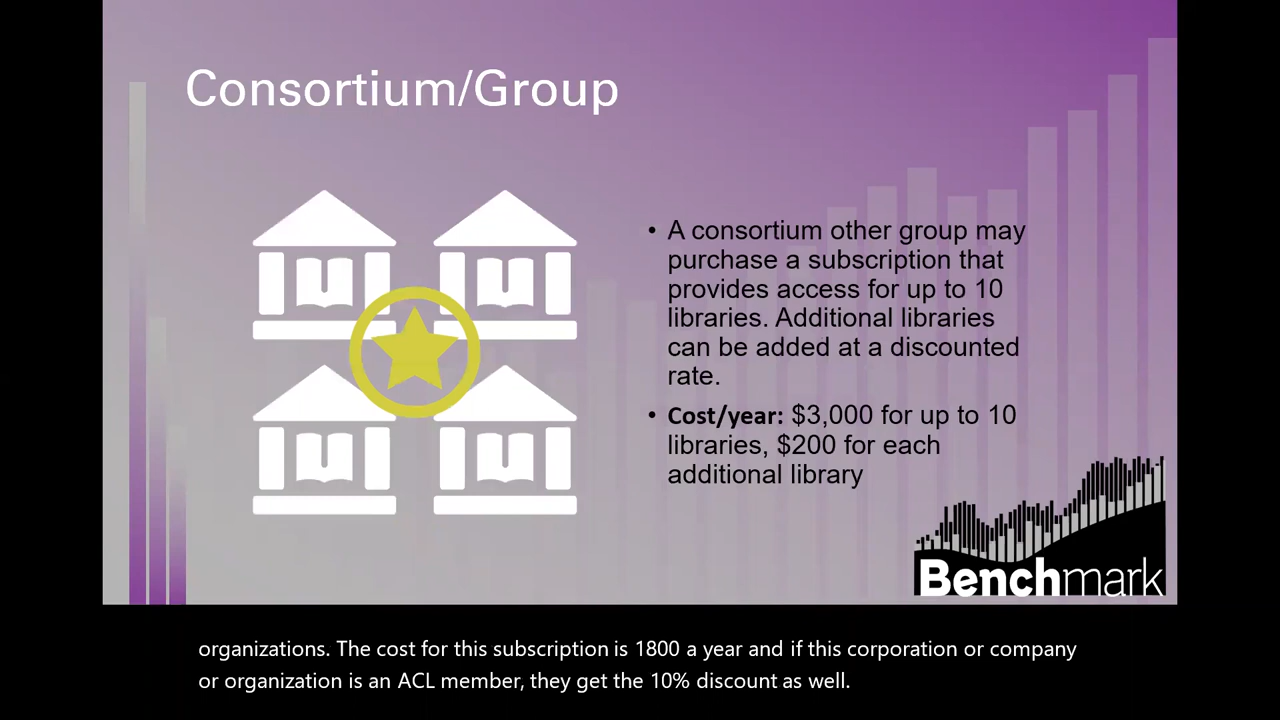 Consortium/Group
• A consortium other group may
purchase a subscription that
provides access for up to 10
libraries. Additional libraries
can be added at a discounted
rate.
• Cost/year: $3,000 for up to 10
libraries, $200 for each
additional library
Benchmark
organizations. The cost for this subscription is 1800 a year and if this corporation or company
or organization is an ACL member, they get the 10% discount as well.